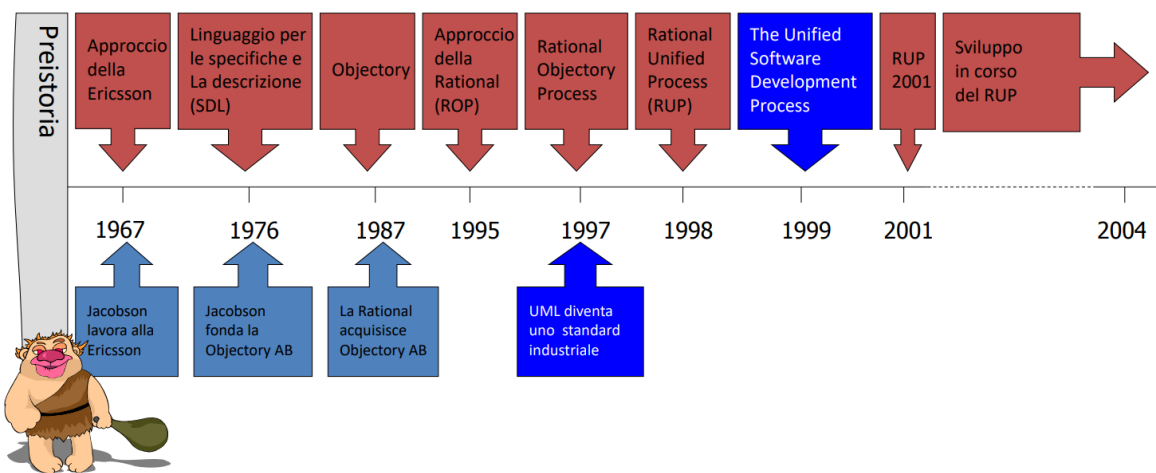 Preistoria
Approccio
della
Ericsson
Linguaggio per
le specifiche e
La descrizione
(SDL)
Objectory
Approccio
della
Rational
(ROP)
Rational
Objectory
Process
Rational
Unified
Process (RUP)
The Unified
Software
Development
Process
RUP
2001
Sviluppo
in corso
del RUP
1967
1976
1987
1995
1997
1998
1999
2001
2004
Jacobson
lavora alla
Ericsson
Jacobson
fonda la
Objectory AB
La Rational
acquisisce
Objectory AB
UML diventa
uno standard
industriale